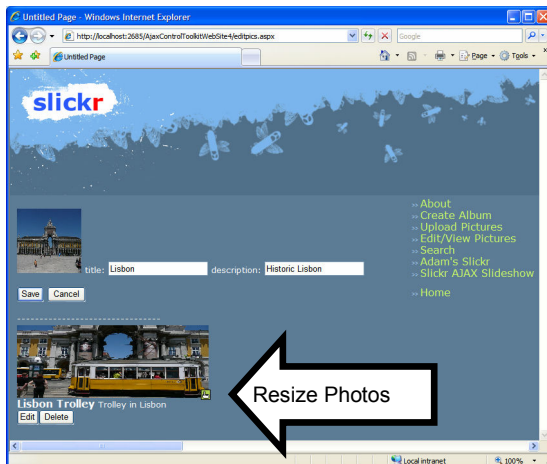 Untitled Page - Windows Internet Explorer
http://localhost:2685/AjaxControlToolkitWebSite4/editpics.aspx
Google
Untitled Page
Page
Tools
slickr
›› About
›› Create Album
›› Upload Pictures
›› Edit/View Pictures
›› Search
›› Adam's Slickr
›› Slickr AJAX Slideshow
›› Home
title: Lisbon description: Historic Lisbon
Save Cancel
--------------------------------
Resize Photos
Lisbon Trolley Trolley in Lisbon
Edit Delete
Local intranet 100%